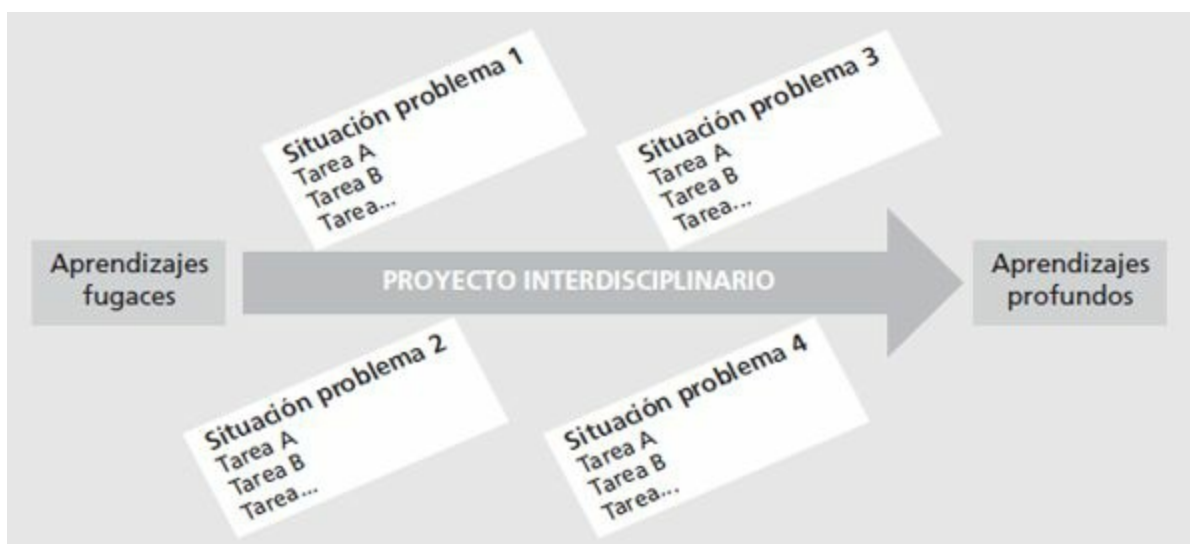 Situación problema 1
Tarea A
Tarea B
Tarea...
Situación problema 3
Tarea A
Tarea B
Tarea...
Aprendizajes
fugaces
PROYECTO INTERDISCIPLINARIO
Aprendizajes
profundos
Situación problema 2
Tarea A
Tarea B
Tarea...
Situación problema 4
Tarea A
Tarea B
Tarea...